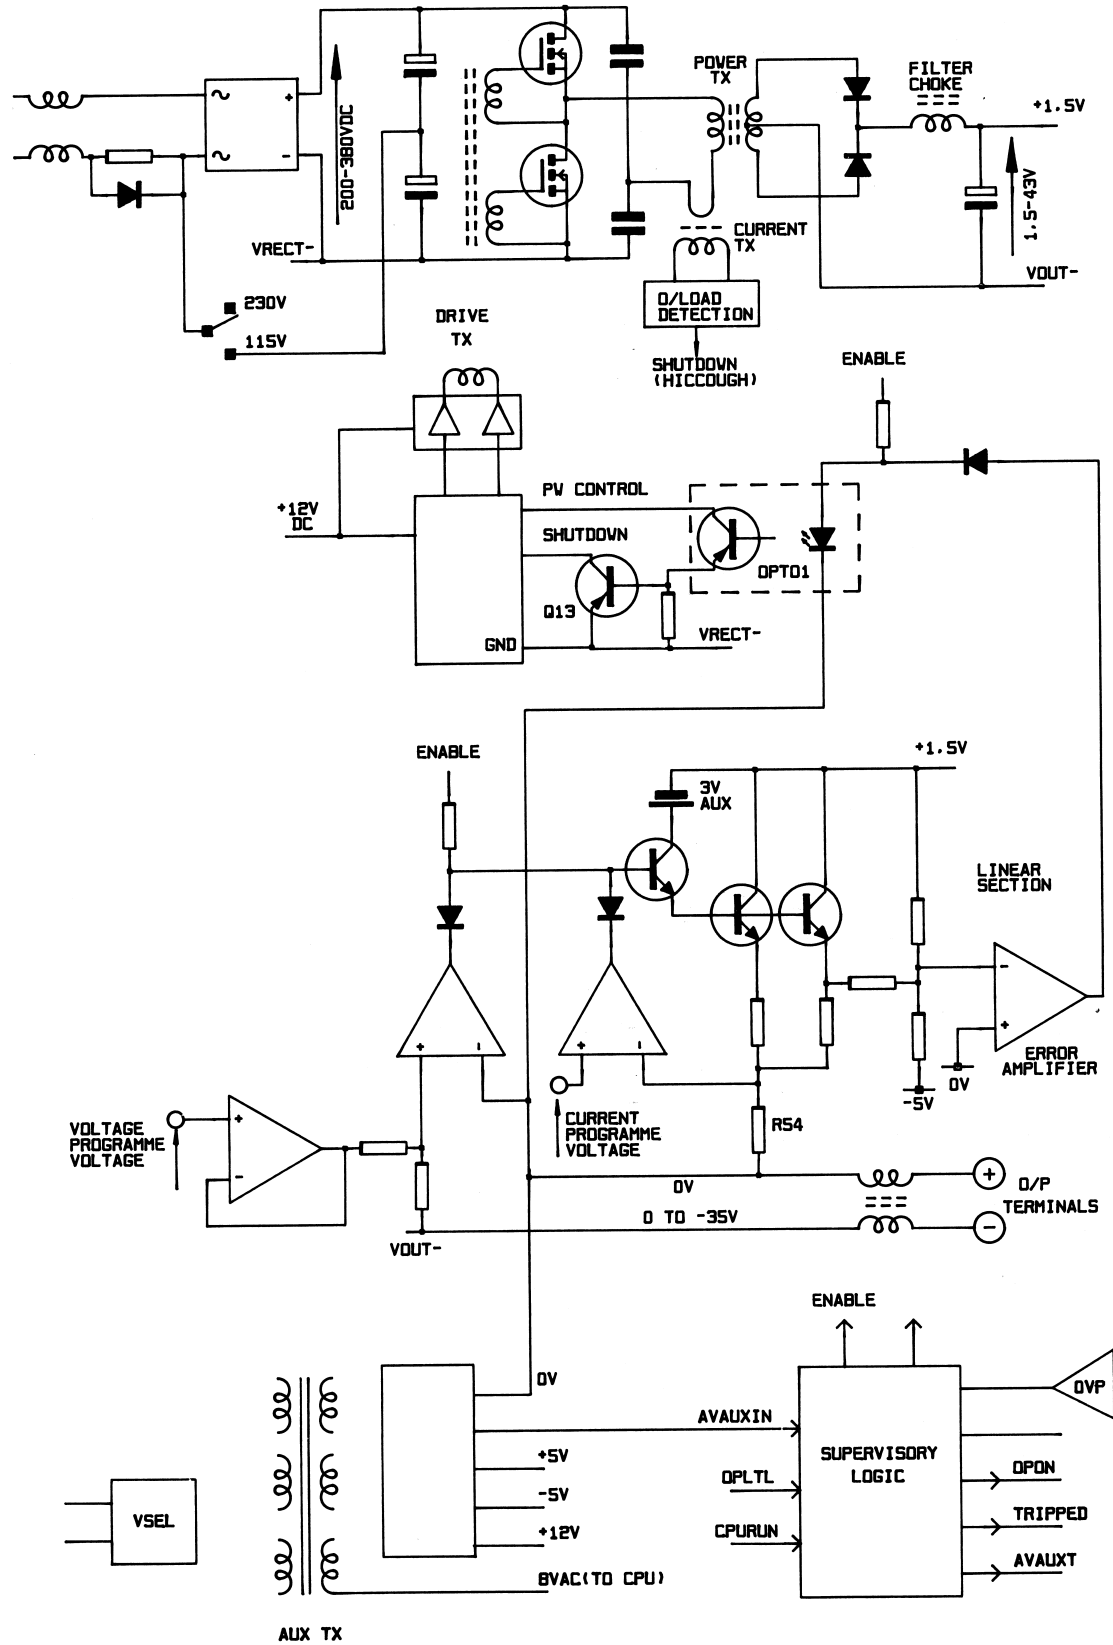 POWER
TX
FILTER
CHOKE
+1.5V
~
+
~
-
200-380VDC
1.5-43V
VRECT-
CURRENT
TX
VOUT-
230V
115V
O/LOAD
DETECTION
DRIVE
TX
SHUTDOWN
(HICCOUGH)
ENABLE
PW CONTROL
+12V
DC
SHUTDOWN
OPTO1
Q13
GND
VRECT-
ENABLE
+1.5V
3V
AUX
LINEAR
SECTION
-
+
+
-
+
-
ERROR
AMPLIFIER
0V
-5V
VOLTAGE
PROGRAMME
VOLTAGE
+
-
CURRENT
PROGRAMME
VOLTAGE
R54
0V
+
O/P
TERMINALS
0 TO -35V
-
VOUT-
ENABLE
0V
OVP
AVAUXIN
+5V
SUPERVISORY
LOGIC
OPLTL
OPON
-5V
VSEL
TRIPPED
+12V
CPURUN
AVAUXT
8VAC(TO CPU)
AUX TX